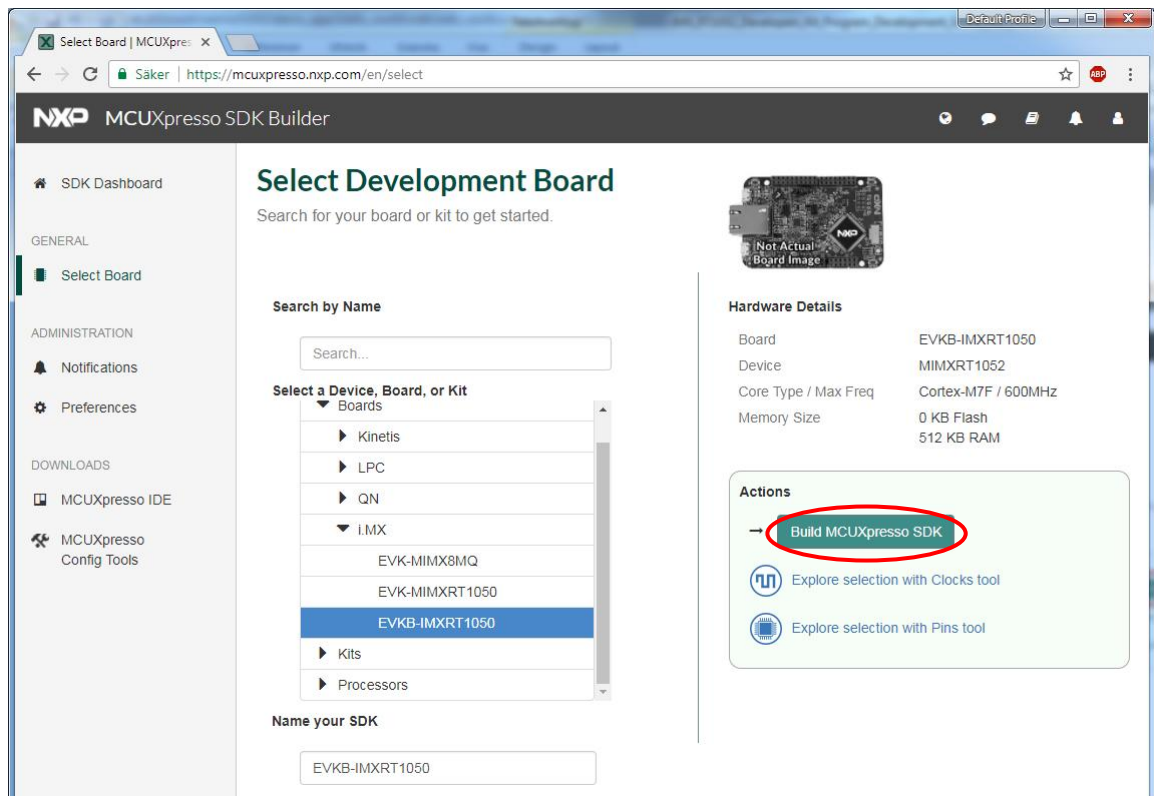 Default Profile
Select Board | MCUXpres
Säker | https://mcuxpresso.nxp.com/en/select
ABP
NXP MCUXpresso SDK Builder
SDK Dashboard
GENERAL
Select Board
ADMINISTRATION
Notifications
Preferences
DOWNLOADS
MCUXpresso IDE
MCUXpresso
Config Tools
Select Development Board
Search for your board or kit to get started.
Search by Name
Search...
Select a Device, Board, or Kit
Boards
Kinetis
LPC
QN
i.MX
EVK-MIMX8MQ
EVK-MIMXRT1050
EVKB-IMXRT1050
Kits
Processors
Name your SDK
EVKB-IMXRT1050
NXP
Not Actual
Board Image
Hardware Details
Board EVKB-IMXRT1050
Device MIMXRT1052
Core Type / Max Freq Cortex-M7F / 600MHz
Memory Size 0 KB Flash
512 KB RAM
Actions
Build MCUXpresso SDK
Explore selection with Clocks tool
Explore selection with Pins tool